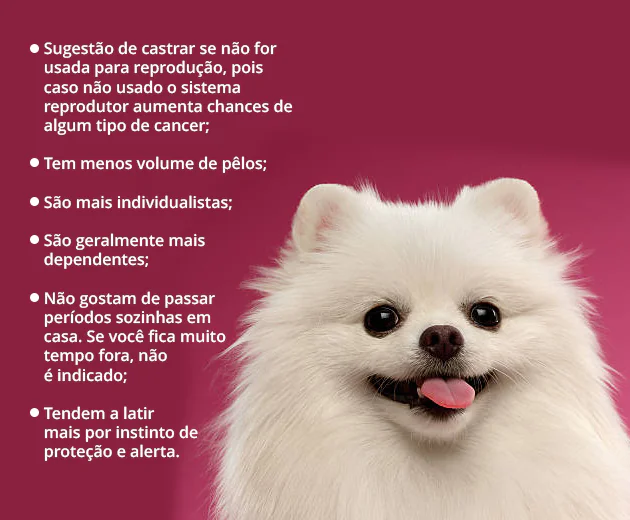 • Sugestão de castrar se não for
usada para reprodução, pois
caso não usado o sistema
reprodutor aumenta chances de
algum tipo de cancer;
• Tem menos volume de pêlos;
• São mais individualistas;
• São geralmente mais
dependentes;
• Não gostam de passar
períodos sozinhas em
casa. Se você fica muito
tempo fora, não
é indicado;
• Tendem a latir
mais por instinto de
proteção e alerta.